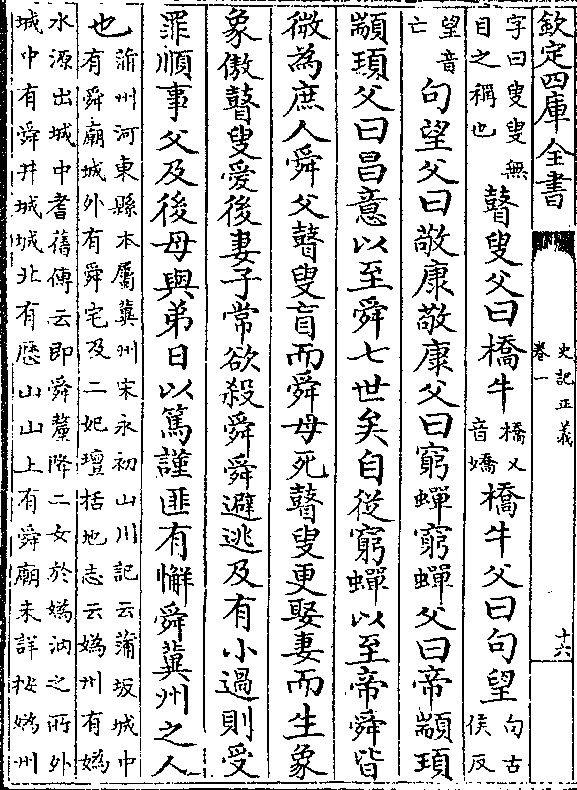 欽定四庫全書
史記正義
卷一
十六
字曰叟叟無
目之稱也
瞽叟父曰橋牛
橋又
音嬌
橋牛父曰句望
句古
侯反
望音
亡
句望父曰敬康敬康父曰窮蟬窮蟬父曰帝顓頊
顓頊父曰昌意以至舜七世矣自從窮蟬以至帝舜皆
微為庶人舜父瞽叟盲而舜母死瞽叟更娶妻而生象
象傲瞽叟愛後妻子常欲殺舜舜避逃及有小過則受
罪順事父及後母與弟日以篤謹匪有懈舜冀州之人
也
蒲州河東縣本屬冀州宋永初山川記云蒲坂城中
有舜廟城外有舜宅及二妃壇括地志云媯州有媯
水源出城中耆舊傳云即舜釐降二女於媯汭之所外
城中有舜井城城北有歷山山上有舜廟未詳按媯州